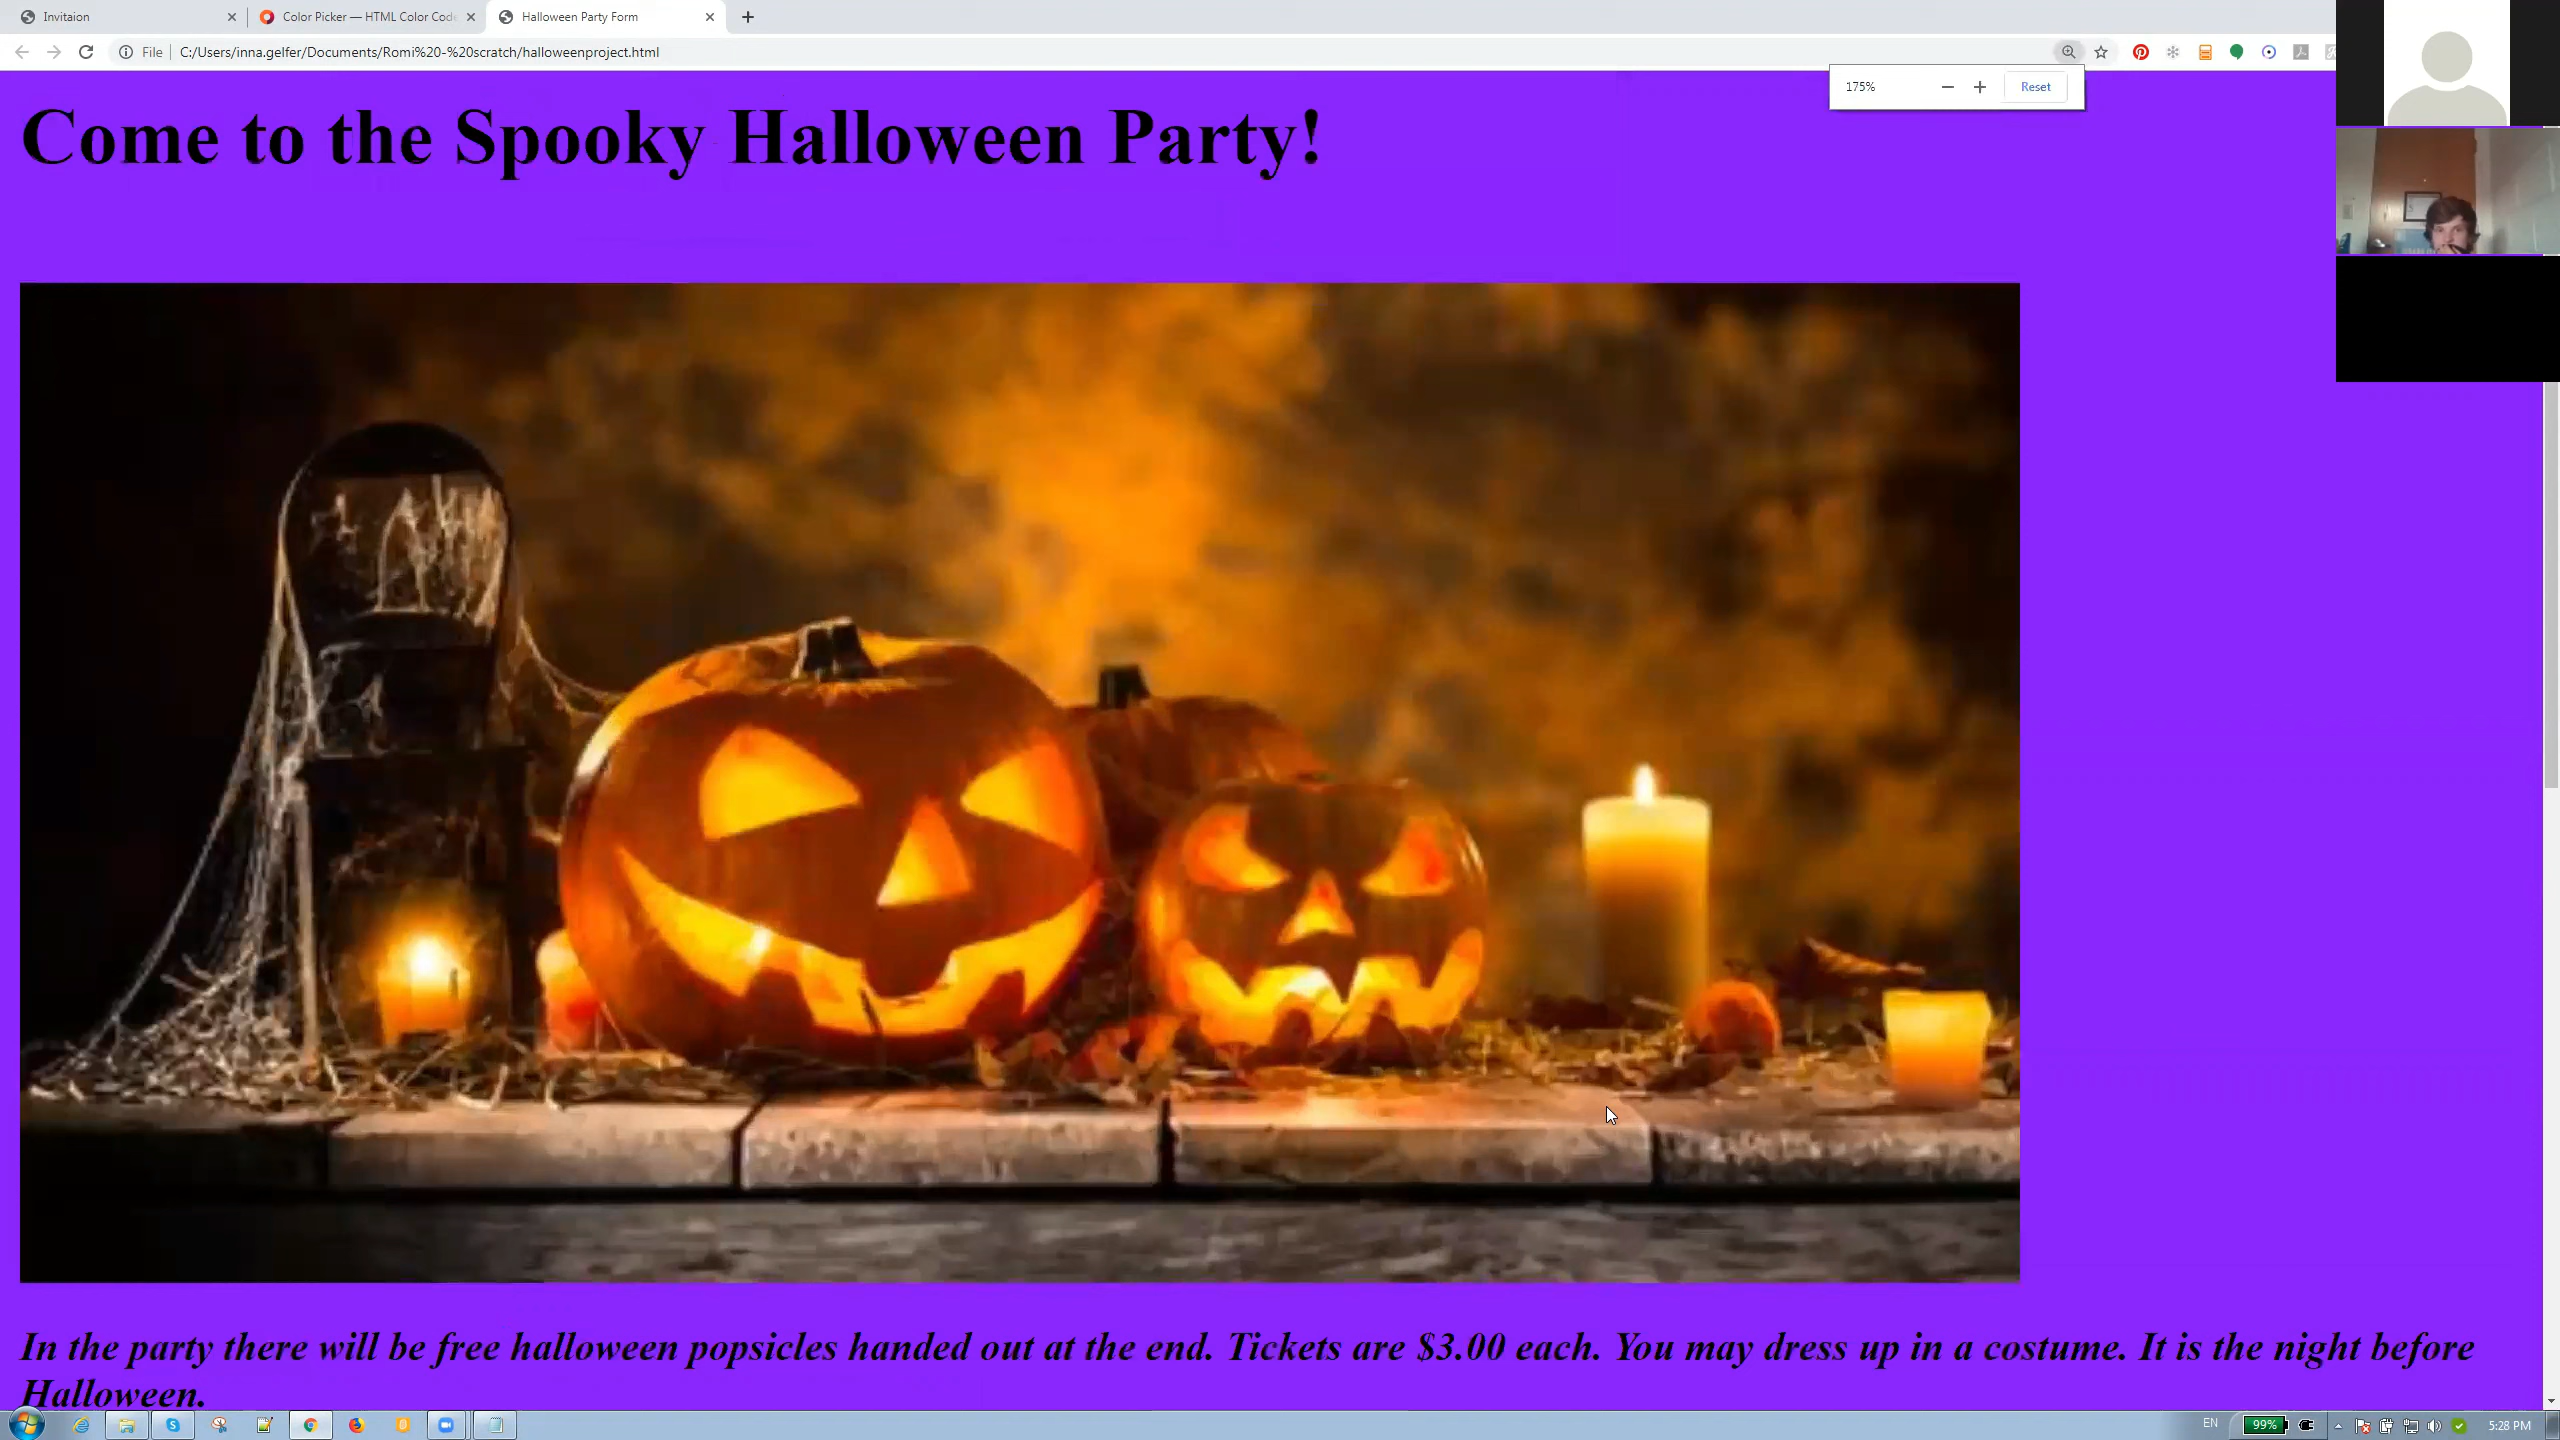 Invitaion
Color Picker — HTML Color Code
Halloween Party Form
File
C:/Users/inna.gelfer/Documents/Romi%20-%20scratch/halloweenproject.html
175%
Reset
Come to the Spooky Halloween Party!
In the party there will be free halloween popsicles handed out at the end. Tickets are $3.00 each. You may dress up in a costume. It is the night before
Halloween.
EN
99%
5:28 PM